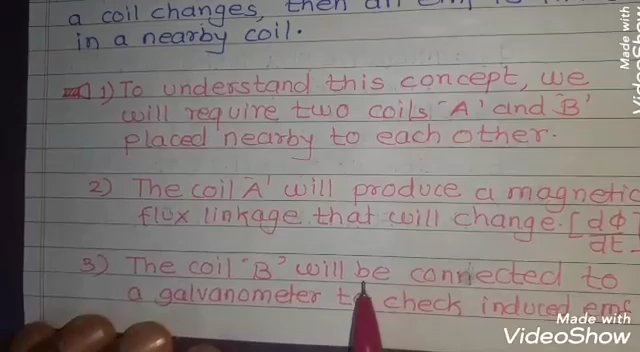 a coil changes, then an emf is
in a nearby coil.
1) To understand this concept, we
will require two coils 'A' and 'B'
placed nearby to each other.
2) The coil 'A' will produce a magnetic
flux linkage that will change. [dΦ/dt
3) The coil 'B' will be connected to
a galvanometer to check induced emf
Made with
VideoShow
Made with
VideoShow